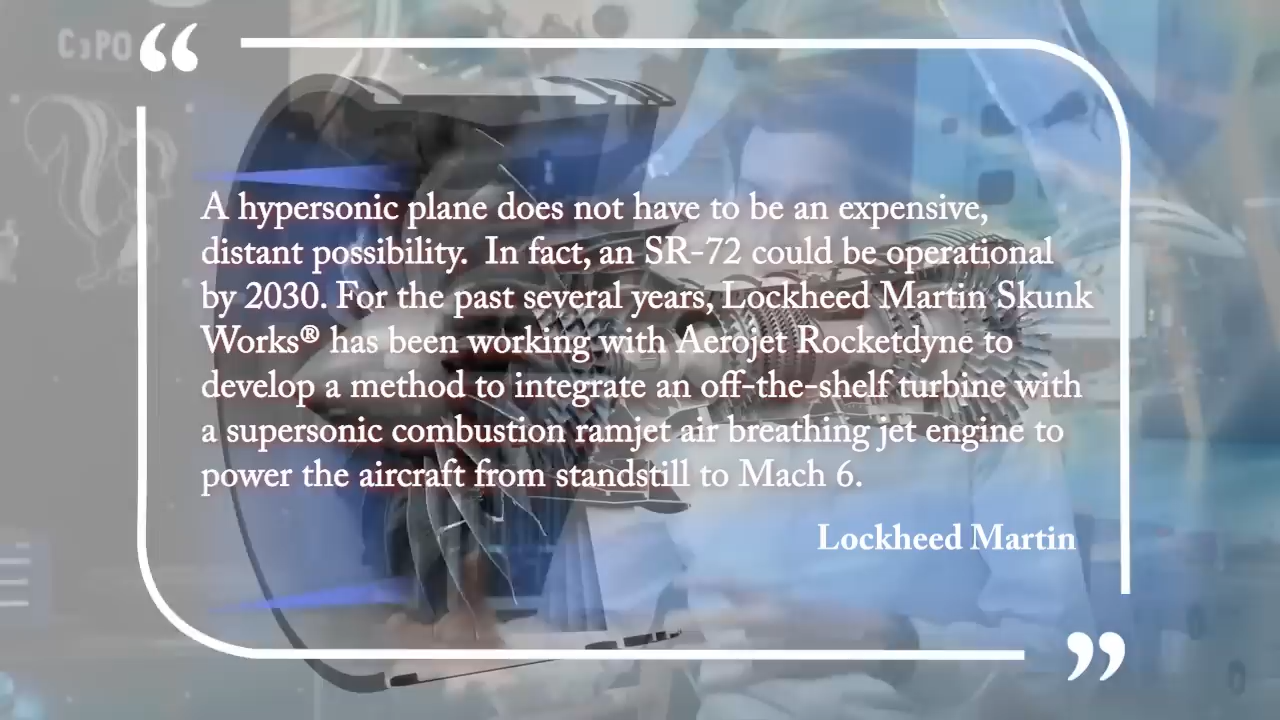 C3PO
“
A hypersonic plane does not have to be an expensive,
distant possibility.  In fact, an SR-72 could be operational
by 2030. For the past several years, Lockheed Martin Skunk
Works® has been working with Aerojet Rocketdyne to
develop a method to integrate an off-the-shelf turbine with
a supersonic combustion ramjet air breathing jet engine to
power the aircraft from standstill to Mach 6.
Lockheed Martin
”